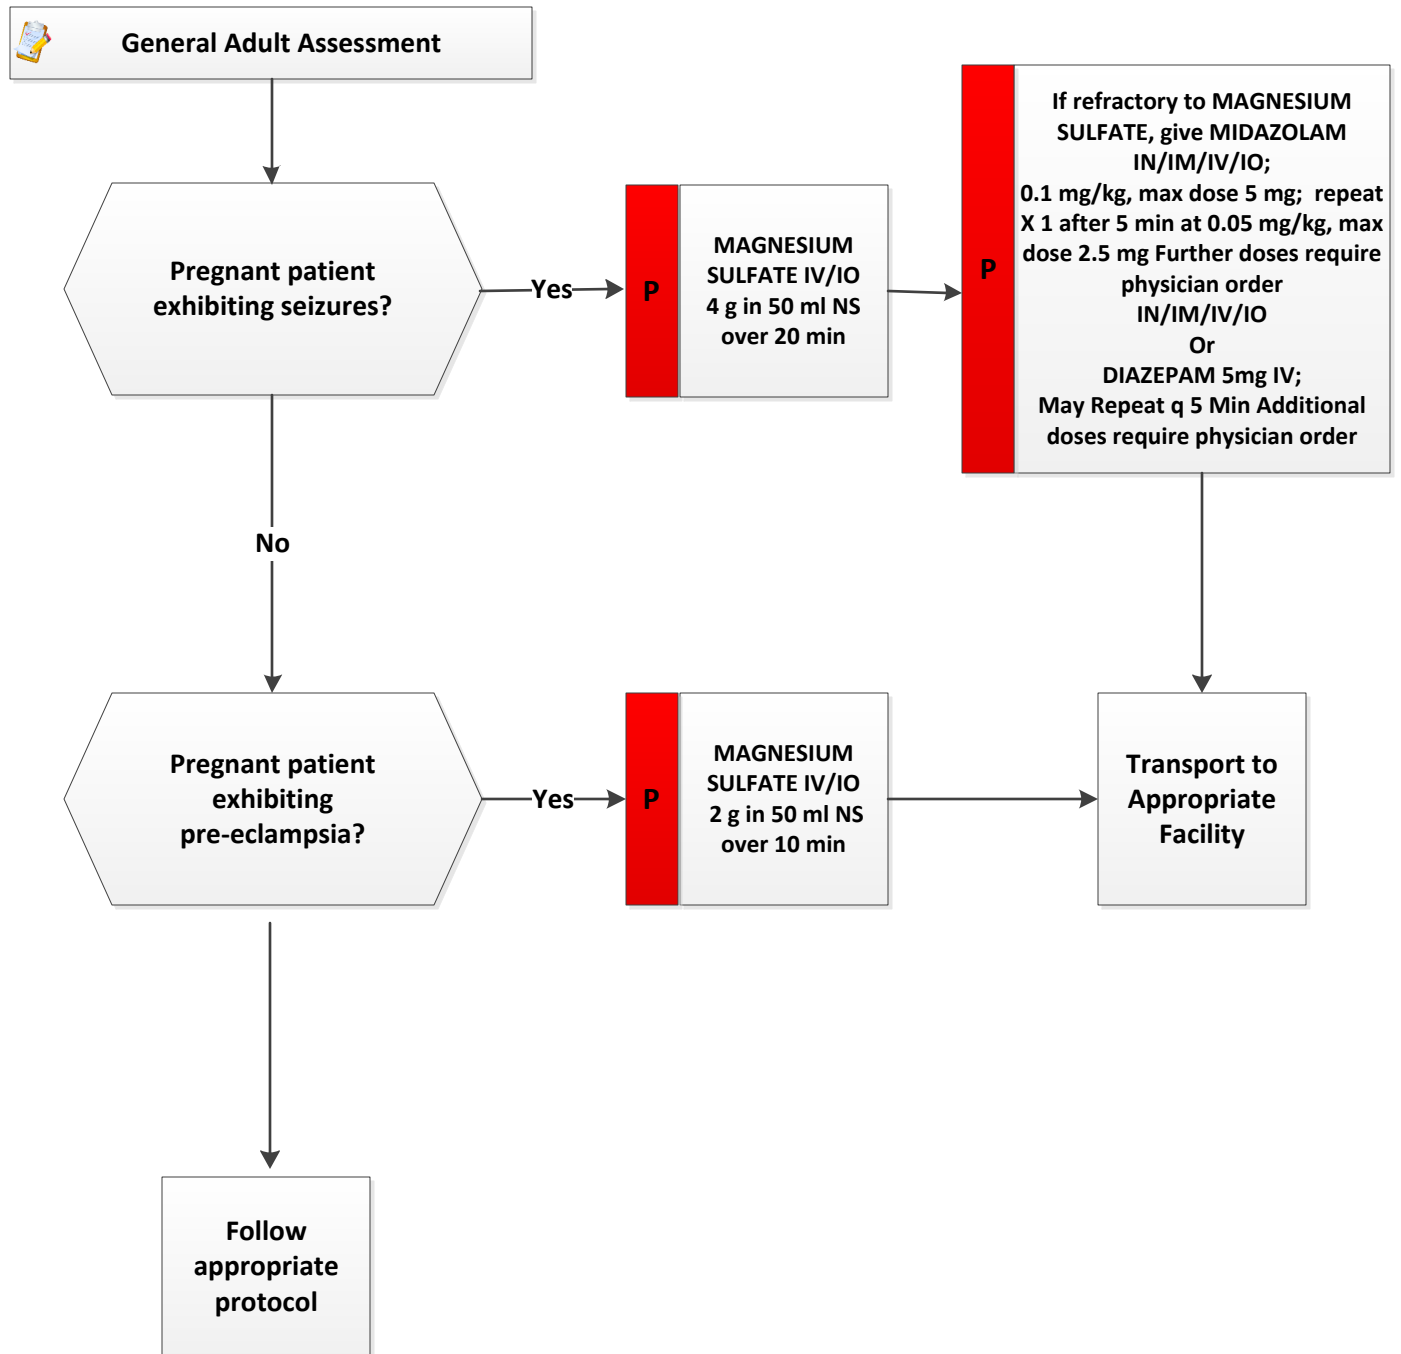 General Adult Assessment
Pregnant patient
exhibiting seizures?
Yes
P
MAGNESIUM
SULFATE IV/IO
4 g in 50 ml NS
over 20 min
P
If refractory to MAGNESIUM
SULFATE, give MIDAZOLAM
IN/IM/IV/IO;
0.1 mg/kg, max dose 5 mg; repeat
X 1 after 5 min at 0.05 mg/kg, max
dose 2.5 mg Further doses require
physician order
IN/IM/IV/IO
Or
DIAZEPAM 5mg IV;
May Repeat q 5 Min Additional
doses require physician order
No
Pregnant patient
exhibiting
pre-eclampsia?
Yes
P
MAGNESIUM
SULFATE IV/IO
2 g in 50 ml NS
over 10 min
Transport to
Appropriate
Facility
Follow
appropriate
protocol